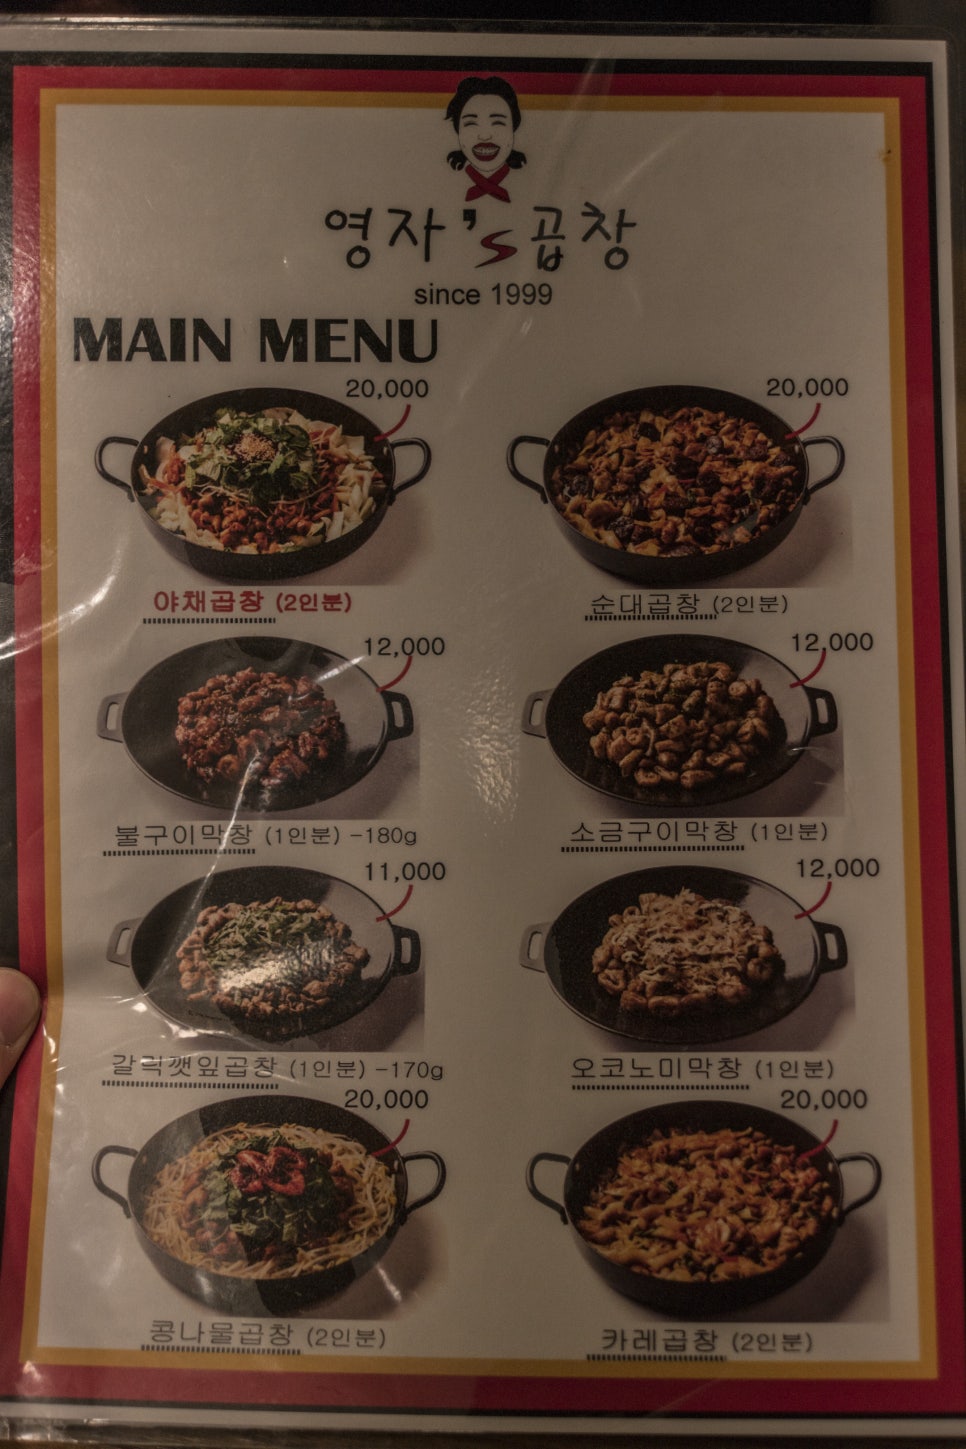 영자's곱창
since 1999
MAIN MENU
20,000
야채곱창 (2인분)
20,000
순대곱창 (2인분)
12,000
불구이막창 (1인분) -180g
12,000
소금구이막창 (1인분)
11,000
갈릭깻잎곱창 (1인분) -170g
12,000
오코노미막창 (1인분)
20,000
콩나물곱창 (2인분)
20,000
카레곱창 (2인분)